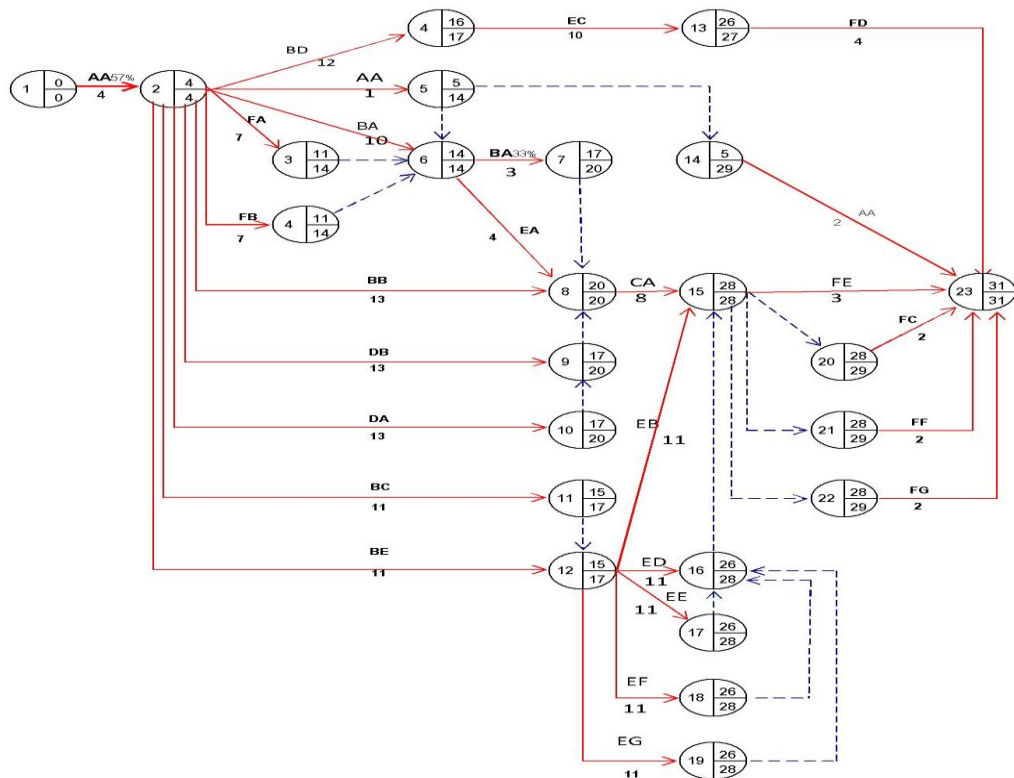 4 16 17
EC
10
13 26 27
FD
4
BD
12
1 0 0
AA57%
4
2 4 4
AA
1
5 5 14
FA
7
BA
10
3 11 14
6 14 14
BA33%
3
7 17 20
14 5 29
FB
7
4 11 14
EA
4
AA
2
BB
13
8 20 20
CA
8
15 28 28
FE
3
23 31 31
FC
2
DB
13
9 17 20
20 28 29
DA
13
10 17 20
EB
11
21 28 29
FF
2
BC
11
11 15 17
22 28 29
FG
2
BE
11
12 15 17
ED
11
16 26 28
EE
11
17 26 28
EF
11
18 26 28
EG
11
19 26 28